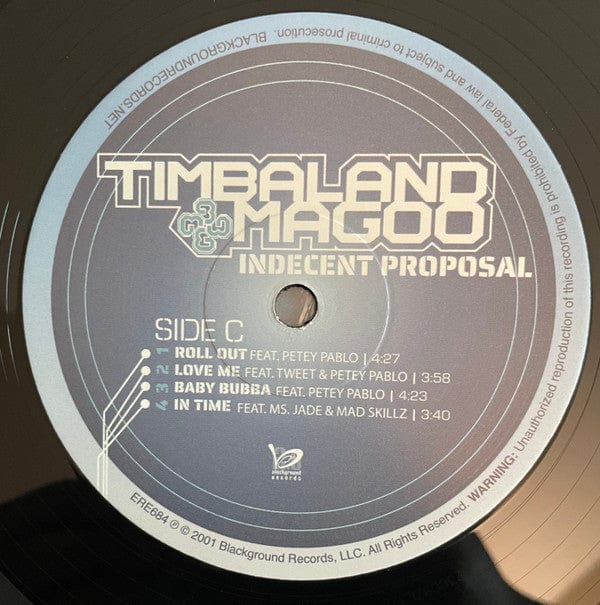 TIMBALAND
& MAGOO
INDECENT PROPOSAL
SIDE C
1 ROLL OUT FEAT. PETEY PABLO | 4:27
2 LOVE ME FEAT. TWEET & PETEY PABLO | 3:58
3 BABY BUBBA FEAT. PETEY PABLO | 4:23
4 IN TIME FEAT. MS. JADE & MAD SKILLZ | 3:40
blackground
records
ERE684 ℗ © 2001 Blackground Records, LLC. All Rights Reserved. WARNING: Unauthorized reproduction of this recording is prohibited by Federal law and subject to criminal prosecution. BLACKGROUNDRECORDS.NET